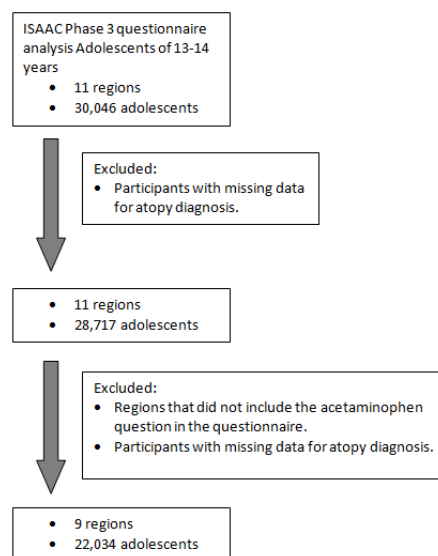 ISAAC Phase 3 questionnaire
analysis Adolescents of 13-14
years
• 11 regions
• 30,046 adolescents
Excluded:
• Participants with missing data
for atopy diagnosis.
• 11 regions
• 28,717 adolescents
Excluded:
• Regions that did not include the acetaminophen
question in the questionnaire.
• Participants with missing data for atopy diagnosis.
• 9 regions
• 22,034 adolescents